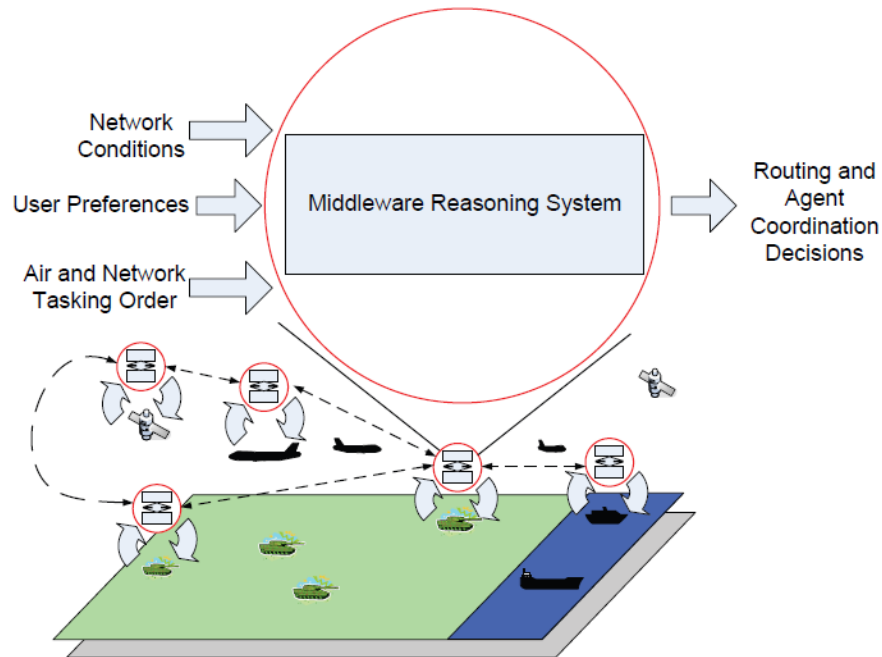 Network
Conditions
User Preferences
Air and Network
Tasking Order
Middleware Reasoning System
Routing and
Agent
Coordination
Decisions